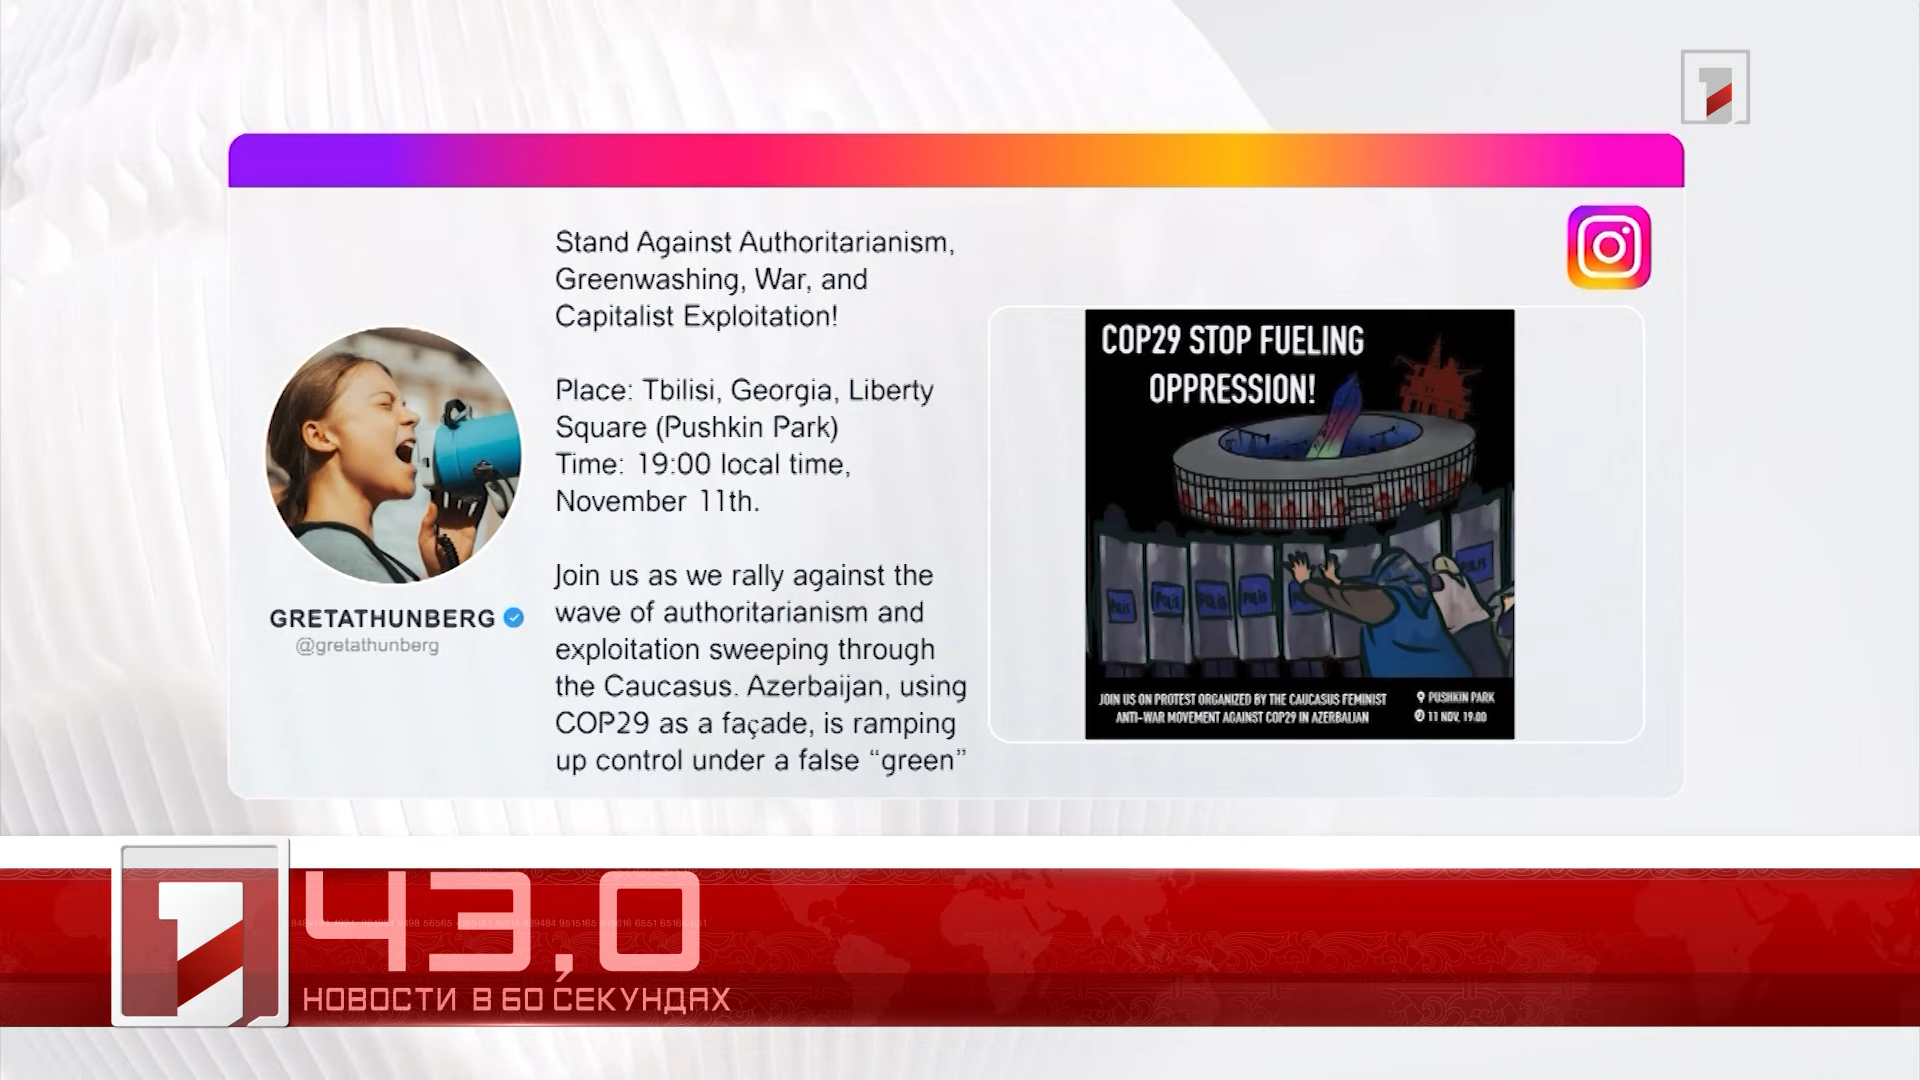 Stand Against Authoritarianism,
Greenwashing, War, and
Capitalist Exploitation!
Place: Tbilisi, Georgia, Liberty
Square (Pushkin Park)
Time: 19:00 local time,
November 11th.
Join us as we rally against the
wave of authoritarianism and
exploitation sweeping through
the Caucasus. Azerbaijan, using
COP29 as a façade, is ramping
up control under a false “green”
GRETATHUNBERG
@gretathunberg
COP29 STOP FUELING
OPPRESSION!
POLİS
POLİS
POLİS
JOIN US ON PROTEST ORGANIZED BY THE CAUCASUS FEMINIST
ANTI-WAR MOVEMENT AGAINST COP29 IN AZERBAIJAN
PUSHKIN PARK
11 NOV, 19:00
43,0
НОВОСТИ В 60 СЕКУНДАХ